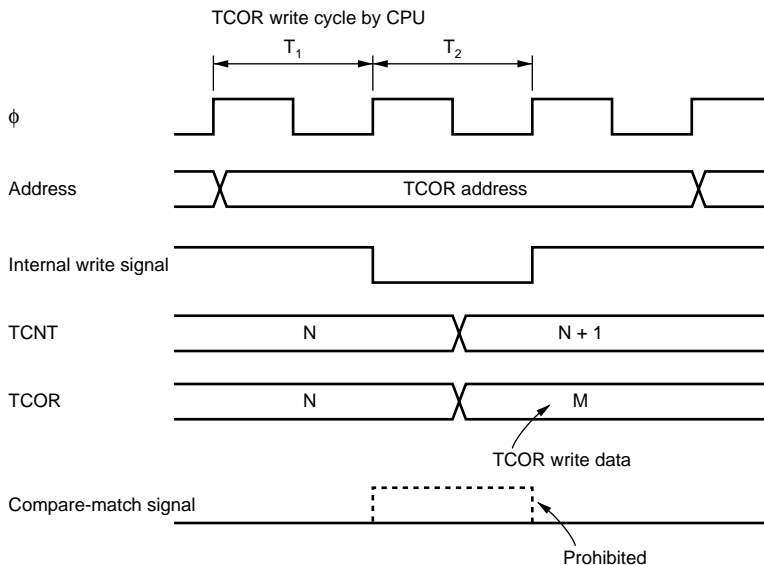 TCOR write cycle by CPU
T1 T2
ϕ
Address TCOR address
Internal write signal
TCNT N N + 1
TCOR N M
TCOR write data
Compare-match signal
Prohibited